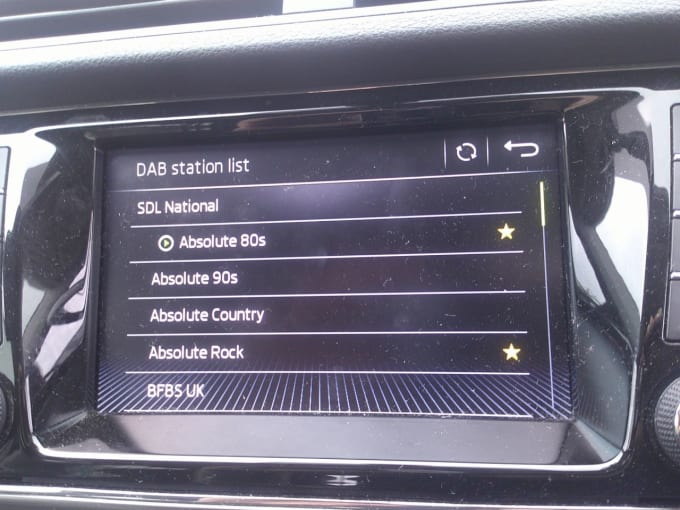 DAB station list
SDL National
Absolute 80s
Absolute 90s
Absolute Country
Absolute Rock
BFBS UK